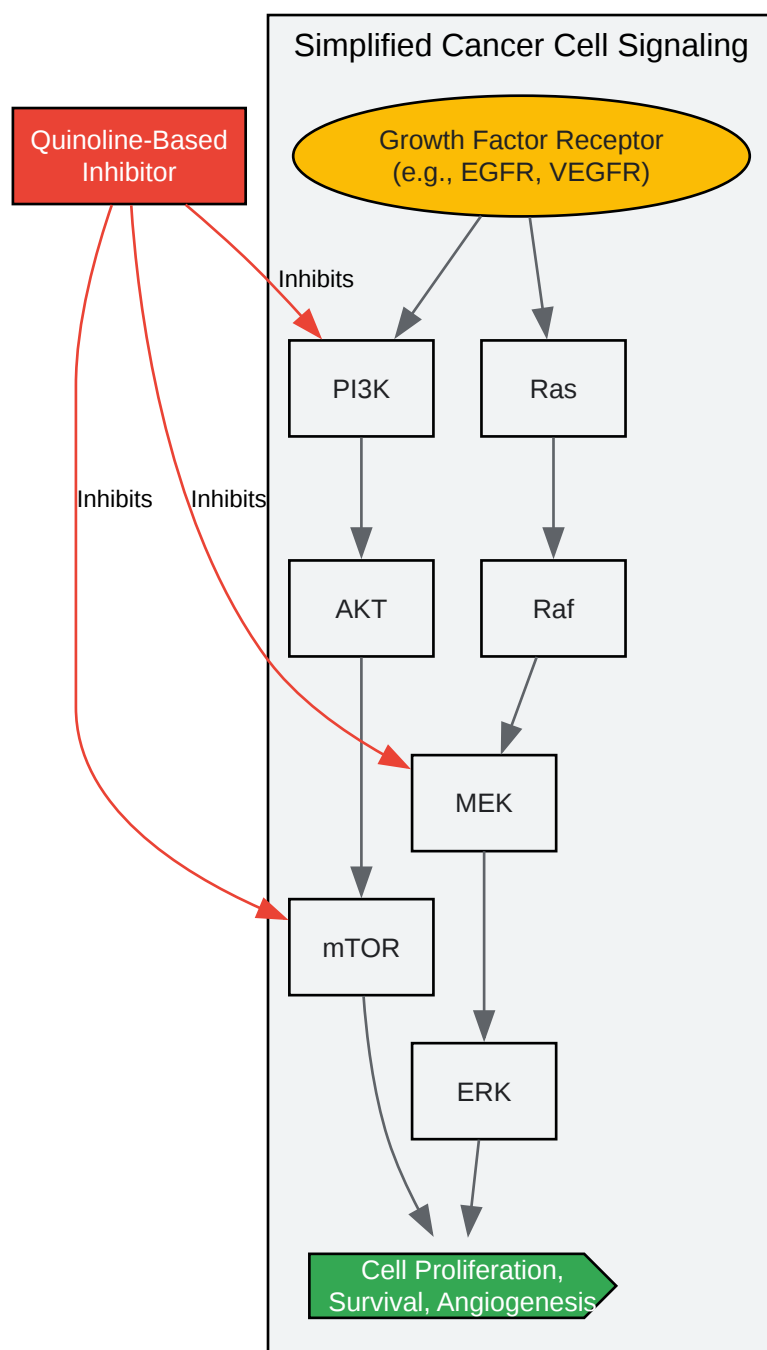 Simplified Cancer Cell Signaling
Quinoline-Based
Inhibitor
Growth Factor Receptor
(e.g., EGFR, VEGFR)
Inhibits
PI3K
Ras
Inhibits
Inhibits
AKT
Raf
MEK
mTOR
ERK
Cell Proliferation,
Survival, Angiogenesis